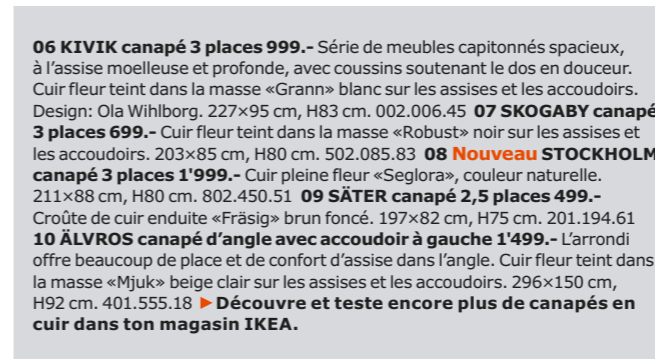 06 KIVIK canapé 3 places 999.- Série de meubles capitonnés spacieux,
à l'assise moelleuse et profonde, avec coussins soutenant le dos en douceur.
Cuir fleur teint dans la masse «Grann» blanc sur les assises et les accoudoirs.
Design: Ola Wihlborg. 227×95 cm, H83 cm. 002.006.45 07 SKOGABY canapé
3 places 699.- Cuir fleur teint dans la masse «Robust» noir sur les assises et
les accoudoirs. 203×85 cm, H80 cm. 502.085.83 08 Nouveau STOCKHOLM
canapé 3 places 1'999.- Cuir pleine fleur «Seglora», couleur naturelle.
211×88 cm, H80 cm. 802.450.51 09 SÄTER canapé 2,5 places 499.-
Croûte de cuir enduite «Fräsig» brun foncé. 197×82 cm, H75 cm. 201.194.61
10 ÄLVROS canapé d'angle avec accoudoir à gauche 1'499.- L'arrondi
offre beaucoup de place et de confort d'assise dans l'angle. Cuir fleur teint dans
la masse «Mjuk» beige clair sur les assises et les accoudoirs. 296×150 cm,
H92 cm. 401.555.18 ► Découvre et teste encore plus de canapés en
cuir dans ton magasin IKEA.